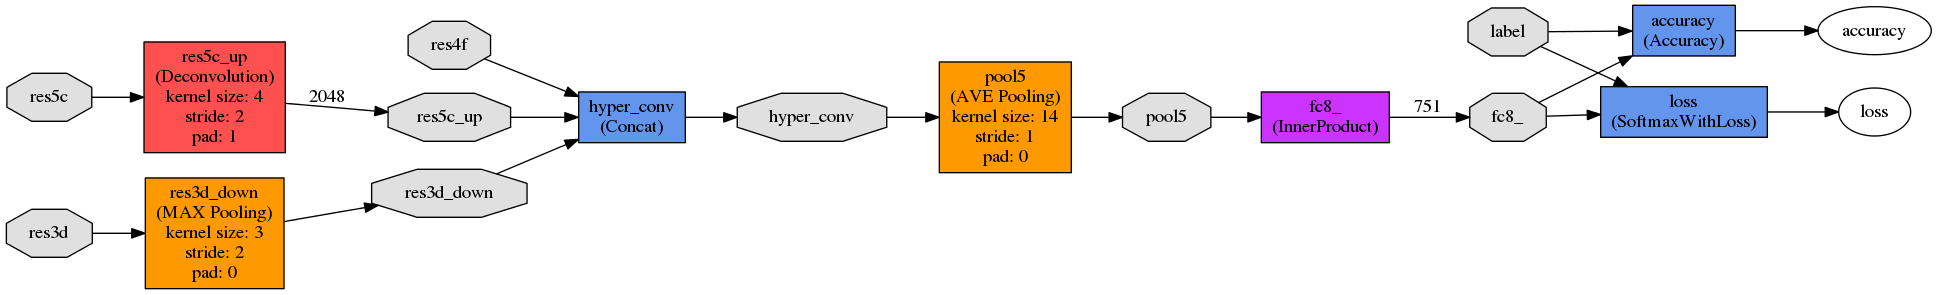 res5c
res5c_up
(Deconvolution)
kernel size: 4
stride: 2
pad: 1
2048
res3d
res3d_down
(MAX Pooling)
kernel size: 3
stride: 2
pad: 0
res4f
res5c_up
res3d_down
hyper_conv
(Concat)
hyper_conv
pool5
(AVE Pooling)
kernel size: 14
stride: 1
pad: 0
pool5
fc8_
(InnerProduct)
751
label
fc8_
accuracy
(Accuracy)
loss
(SoftmaxWithLoss)
accuracy
loss